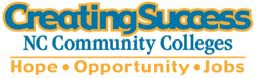 CreatingSuccess
NC Community Colleges
Hope • Opportunity • Jobs